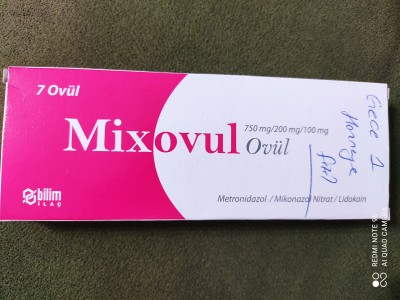 7 Ovül
Mixovul
750 mg/200 mg/100 mg
Ovül
Metronidazol / Mikonazol Nitrat / Lidokain
bilim
İLAÇ
Gece 1
fitil
REDMI NOTE 9
AI QUAD CAMERA